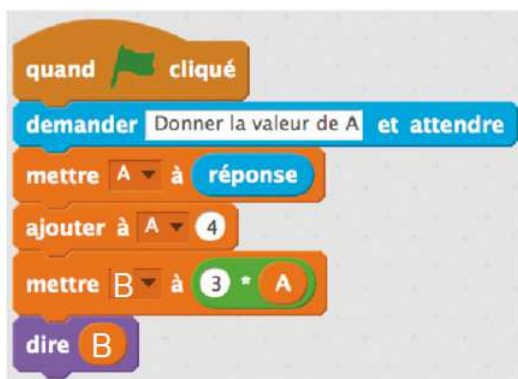 quand cliqué
demander Donner la valeur de A et attendre
mettre A à réponse
ajouter à A 4
mettre B à 3 * A
dire B